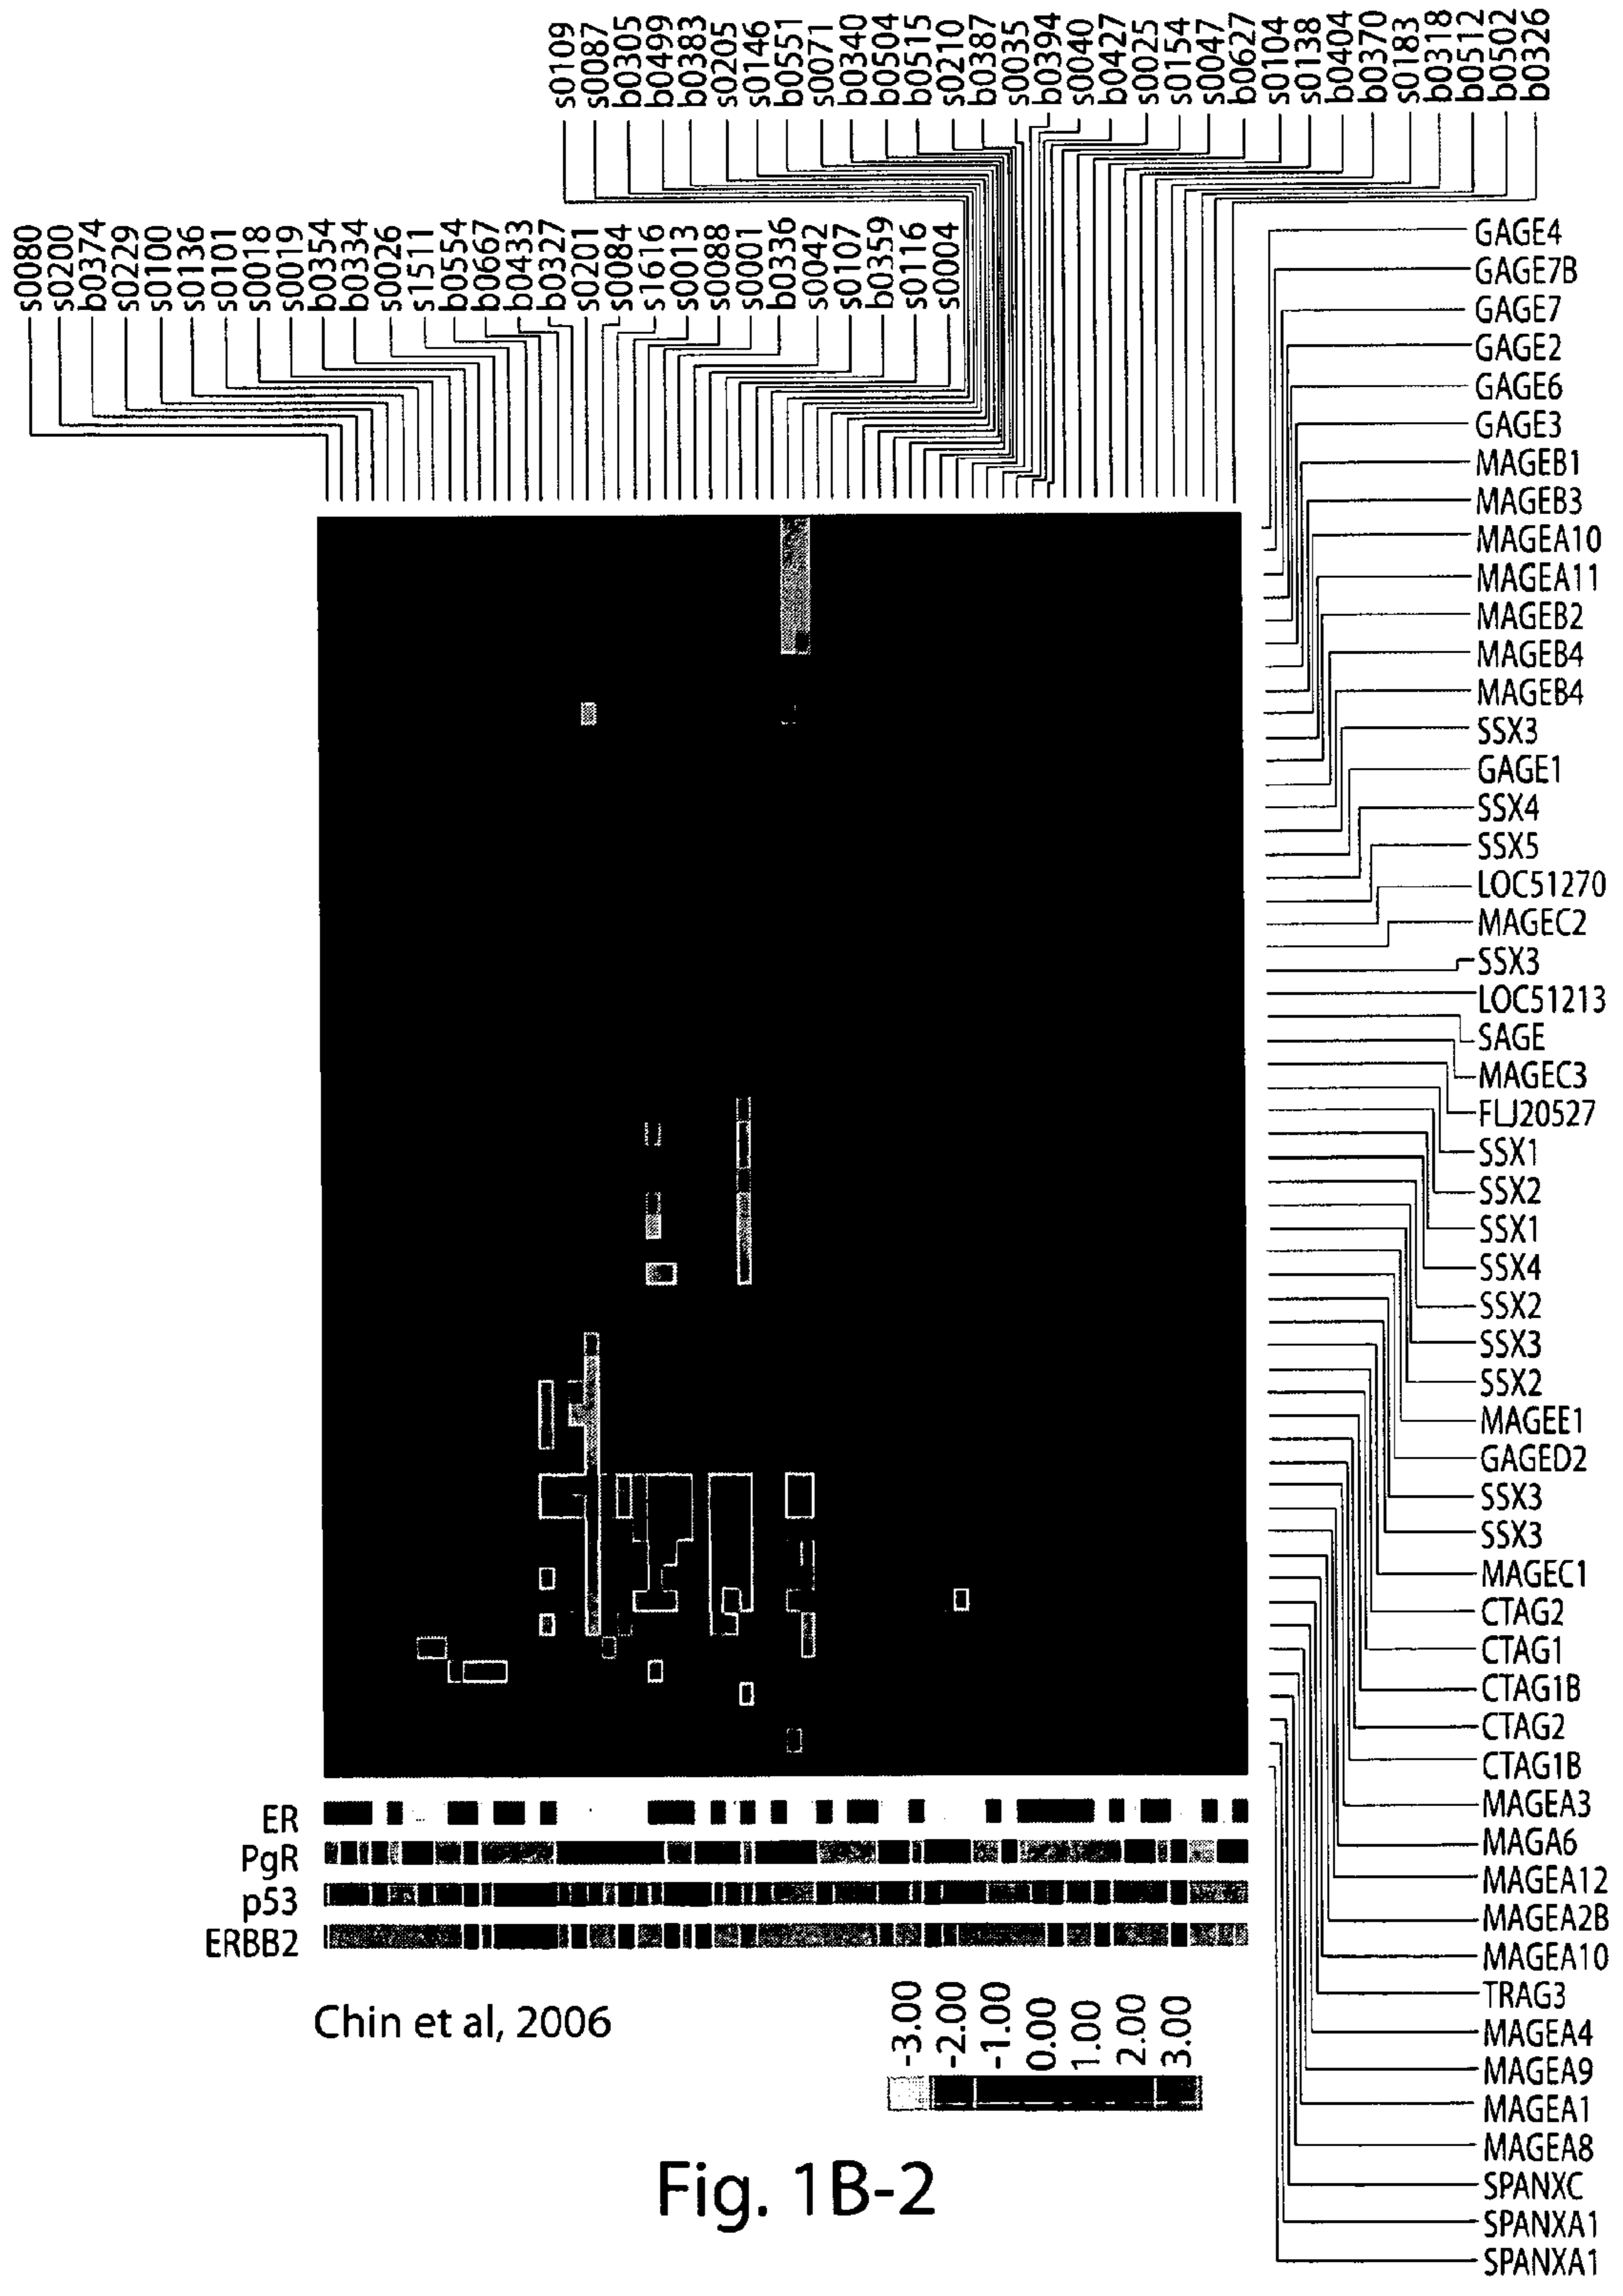 s0109
s0087
b0305
b0499
b0383
s0205
s0146
b0551
s0071
b0340
b0504
b0515
s0210
b0387
s0035
b0394
s0040
b0427
s0025
s0154
s0047
b0627
s0104
s0138
b0404
b0370
s0183
b0318
b0512
b0502
b0326
s0080
s0200
b0374
s0229
s0100
s0136
s0101
s0018
s0019
b0354
b0334
s0026
s1511
b0554
b0667
b0433
b0327
s0201
s0084
s1616
s0013
s0088
s0001
b0336
s0042
s0107
b0359
s0116
s0004
GAGE4
GAGE7B
GAGE7
GAGE2
GAGE6
GAGE3
MAGEB1
MAGEB3
MAGEA10
MAGEA11
MAGEB2
MAGEB4
MAGEB4
SSX3
GAGE1
SSX4
SSX5
LOC51270
MAGEC2
SSX3
LOC51213
SAGE
MAGEC3
FLJ20527
SSX1
SSX2
SSX1
SSX4
SSX2
SSX3
SSX2
MAGEE1
GAGED2
SSX3
SSX3
MAGEC1
CTAG2
CTAG1
CTAG1B
CTAG2
CTAG1B
MAGEA3
MAGA6
MAGEA12
MAGEA2B
MAGEA10
TRAG3
MAGEA4
MAGEA9
MAGEA1
MAGEA8
SPANXC
SPANXA1
SPANXA1
ER
PgR
p53
ERBB2
Chin et al, 2006
-3.00
-2.00
-1.00
0.00
1.00
2.00
3.00
Fig. 1B-2